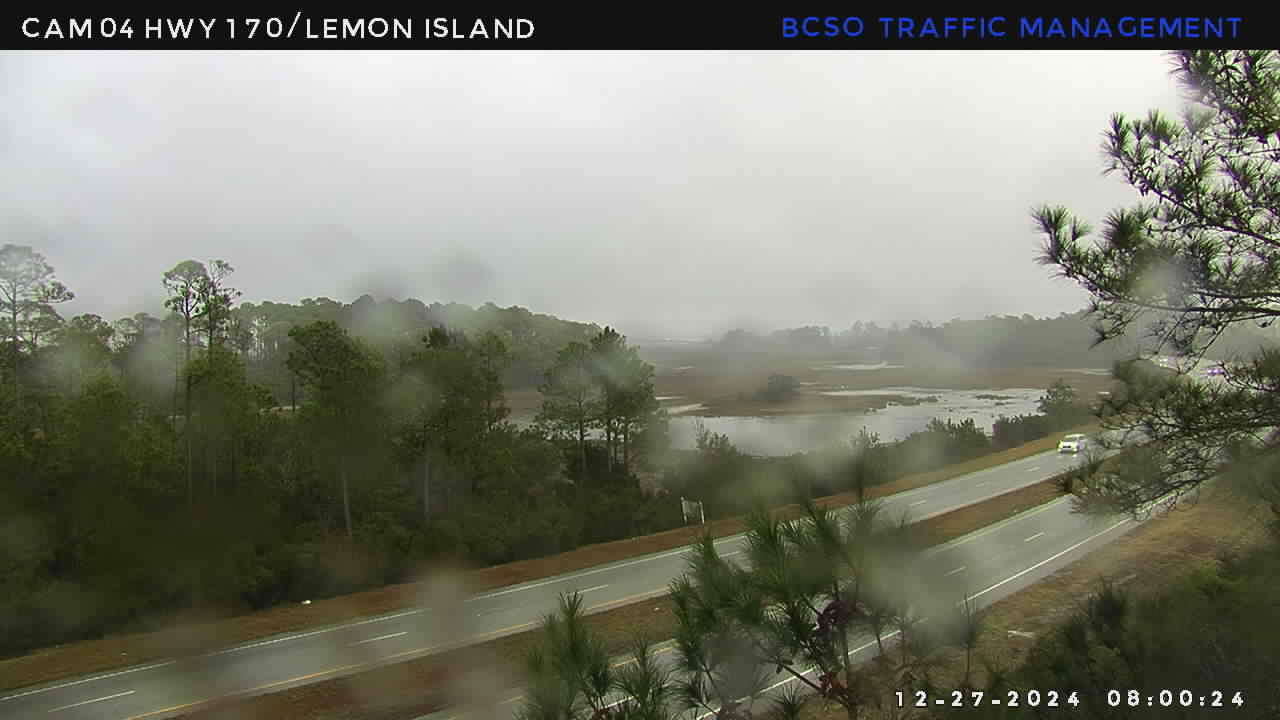 CAM04 HWY170/LEMON ISLAND
BCSO TRAFFIC MANAGEMENT
12-27-2024 08:00:24